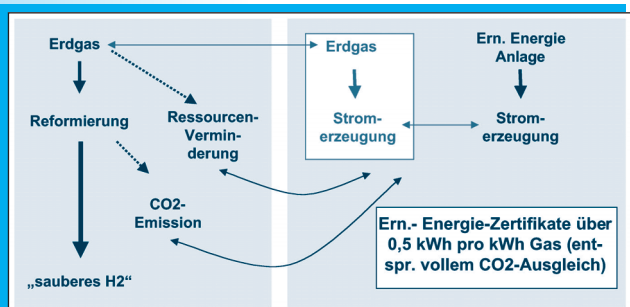 Erdgas
Reformierung
Ressourcen-
Vermin-
derung
CO2-
Emission
„sauberes H2“
Erdgas
Strom-
erzeugung
Ern. Energie
Anlage
Strom-
erzeugung
Ern.- Energie-Zertifikate über
0,5 kWh pro kWh Gas (ent-
spr. vollem CO2-Ausgleich)